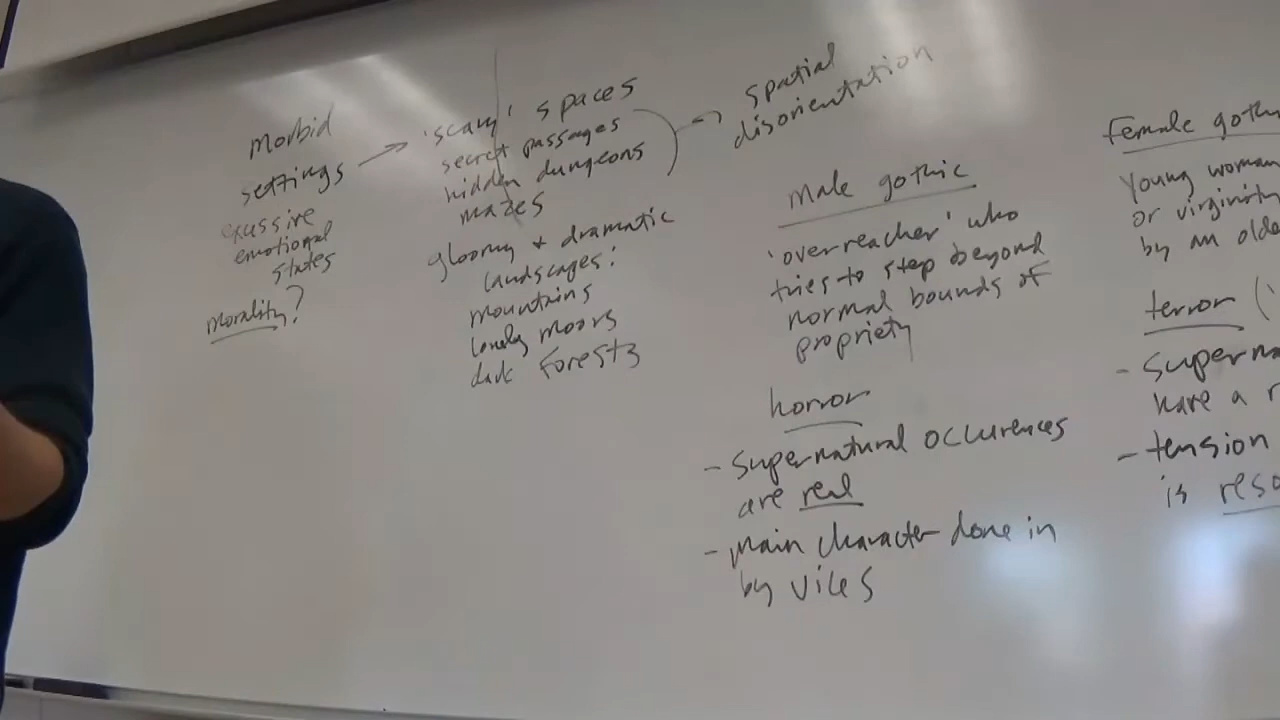 morbid
settings →
excessive
emotional
states
morality?
'scary' spaces
secret passages
hidden dungeons
mazes
gloomy + dramatic
landscapes:
mountains
lonely moors
dark forests
→ spatial
disorientation
Male gothic
'overreacher' who
tries to step beyond
normal bounds of
propriety
horror
- supernatural occurences
are real
- main character done in
by vices
Female goth
Young woman
or virginity
by an olde
terror (
- superna
have a r
- tension
is reso